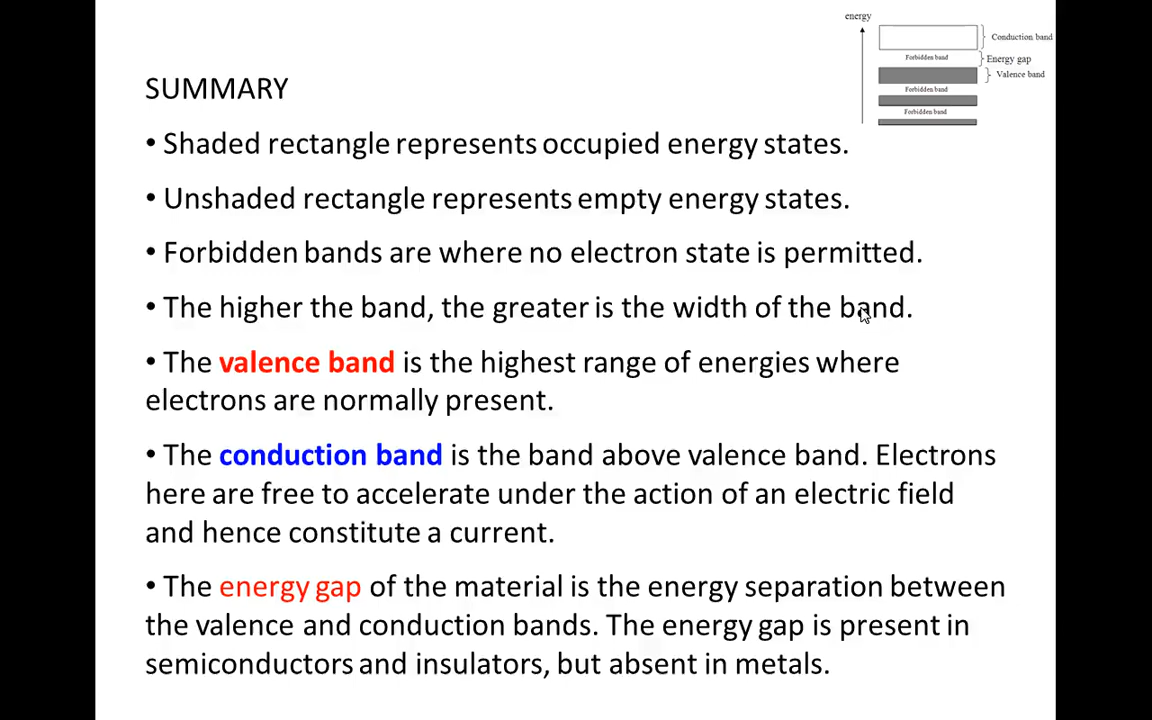 energy
Conduction band
Forbidden band
Energy gap
Valence band
Forbidden band
Forbidden band
SUMMARY
• Shaded rectangle represents occupied energy states.
• Unshaded rectangle represents empty energy states.
• Forbidden bands are where no electron state is permitted.
• The higher the band, the greater is the width of the band.
• The valence band is the highest range of energies where
electrons are normally present.
• The conduction band is the band above valence band. Electrons
here are free to accelerate under the action of an electric field
and hence constitute a current.
• The energy gap of the material is the energy separation between
the valence and conduction bands. The energy gap is present in
semiconductors and insulators, but absent in metals.